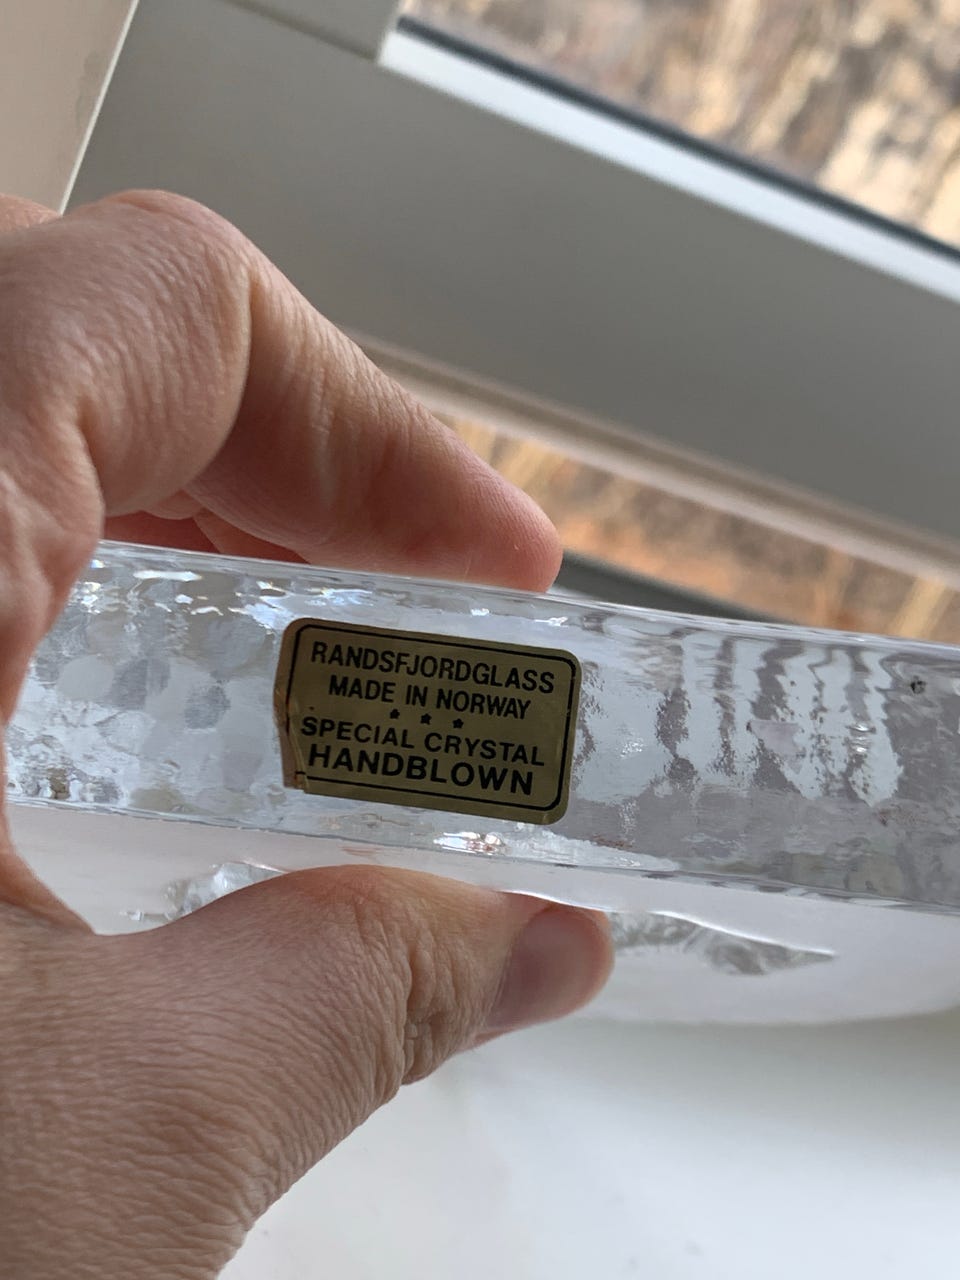 RANDSFJORDGLASS
MADE IN NORWAY
★ ★ ★
SPECIAL CRYSTAL
HANDBLOWN